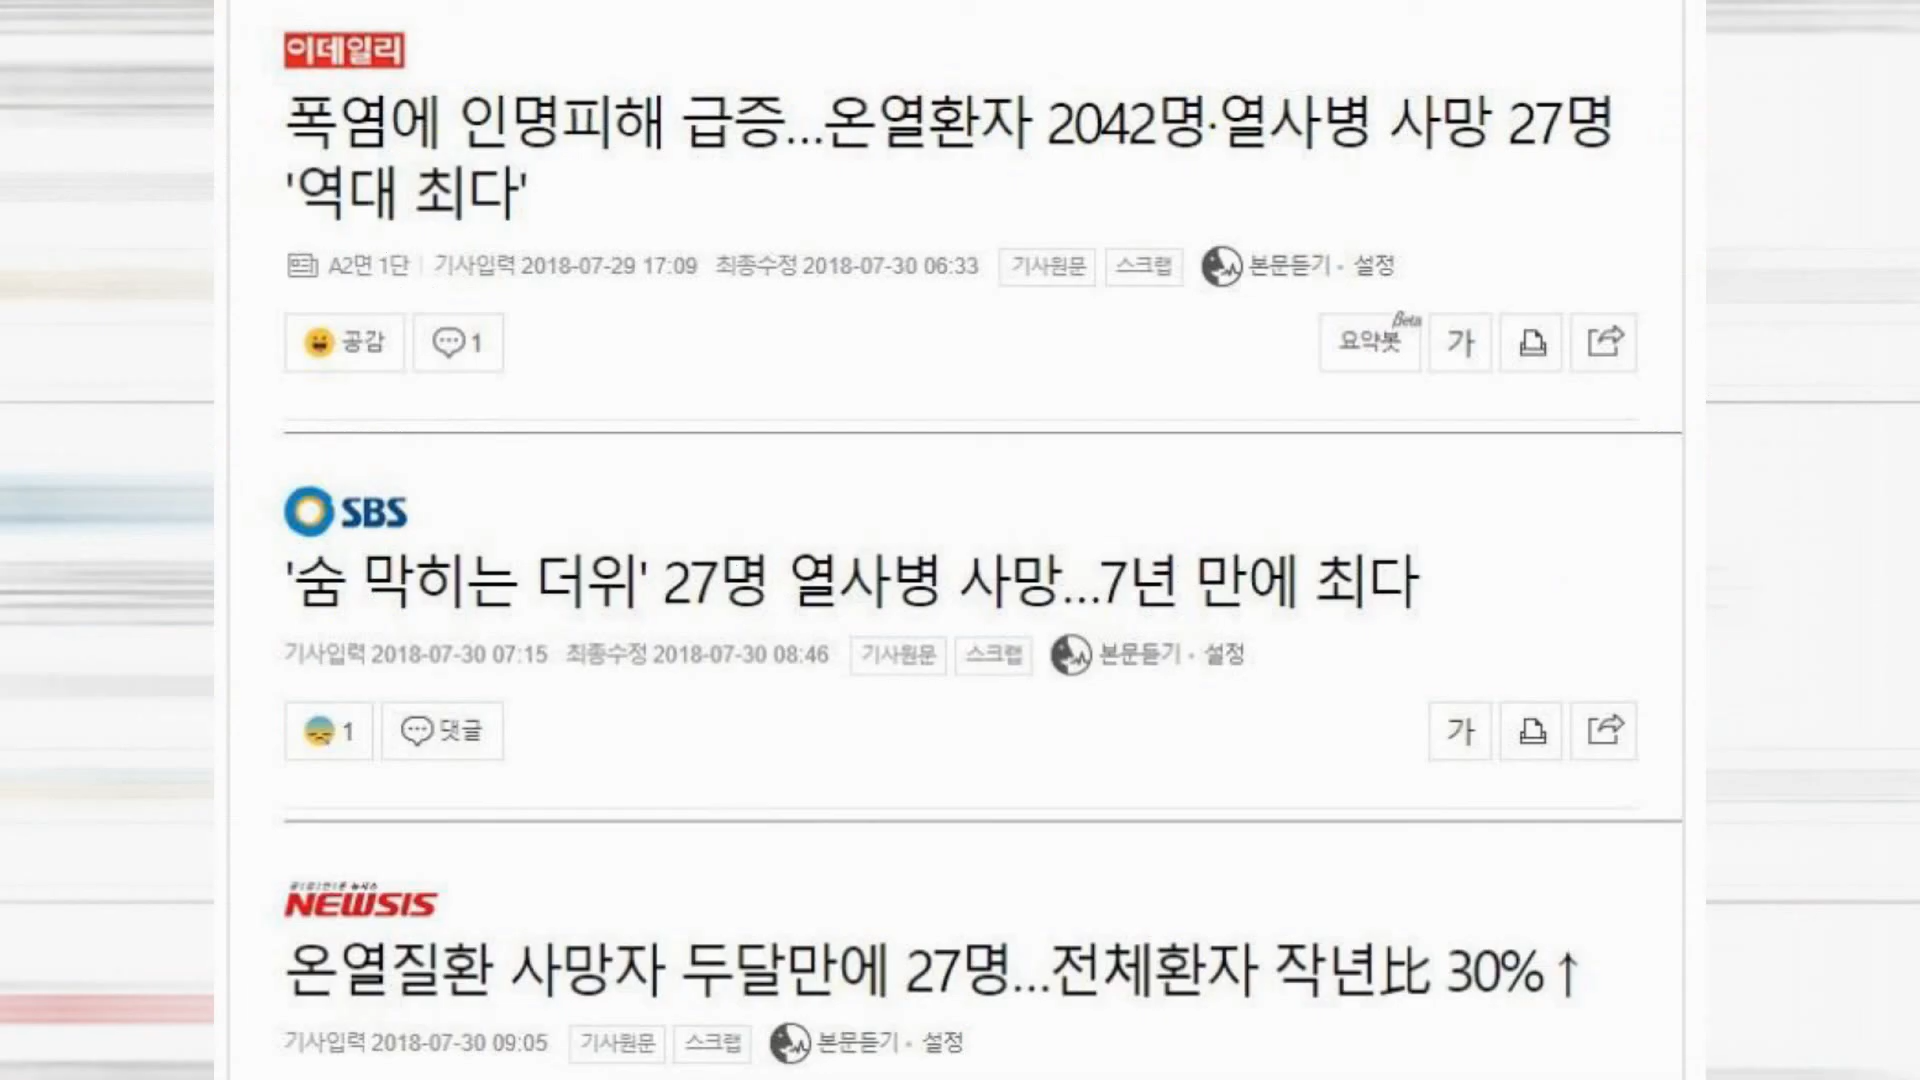 이데일리
폭염에 인명피해 급증...온열환자 2042명·열사병 사망 27명
'역대 최다'
A2면 1단 기사입력 2018-07-29 17:09 최종수정 2018-07-30 06:33 기사원문 스크랩 본문듣기 · 설정
공감 1 요약봇 Beta 가
SBS
'숨 막히는 더위' 27명 열사병 사망...7년 만에 최다
기사입력 2018-07-30 07:15 최종수정 2018-07-30 08:46 기사원문 스크랩 본문듣기 · 설정
1 댓글 가
NEWSIS
온열질환 사망자 두달만에 27명...전체환자 작년比 30%↑
기사입력 2018-07-30 09:05 기사원문 스크랩 본문듣기 · 설정